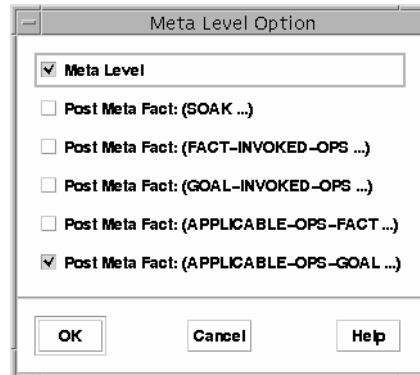 Meta Level Option
Meta Level
Post Meta Fact: (SOAK ...)
Post Meta Fact: (FACT-INVOKED-OPS ...)
Post Meta Fact: (GOAL-INVOKED-OPS ...)
Post Meta Fact: (APPLICABLE-OPS-FACT ...)
Post Meta Fact: (APPLICABLE-OPS-GOAL ...)
OK Cancel Help